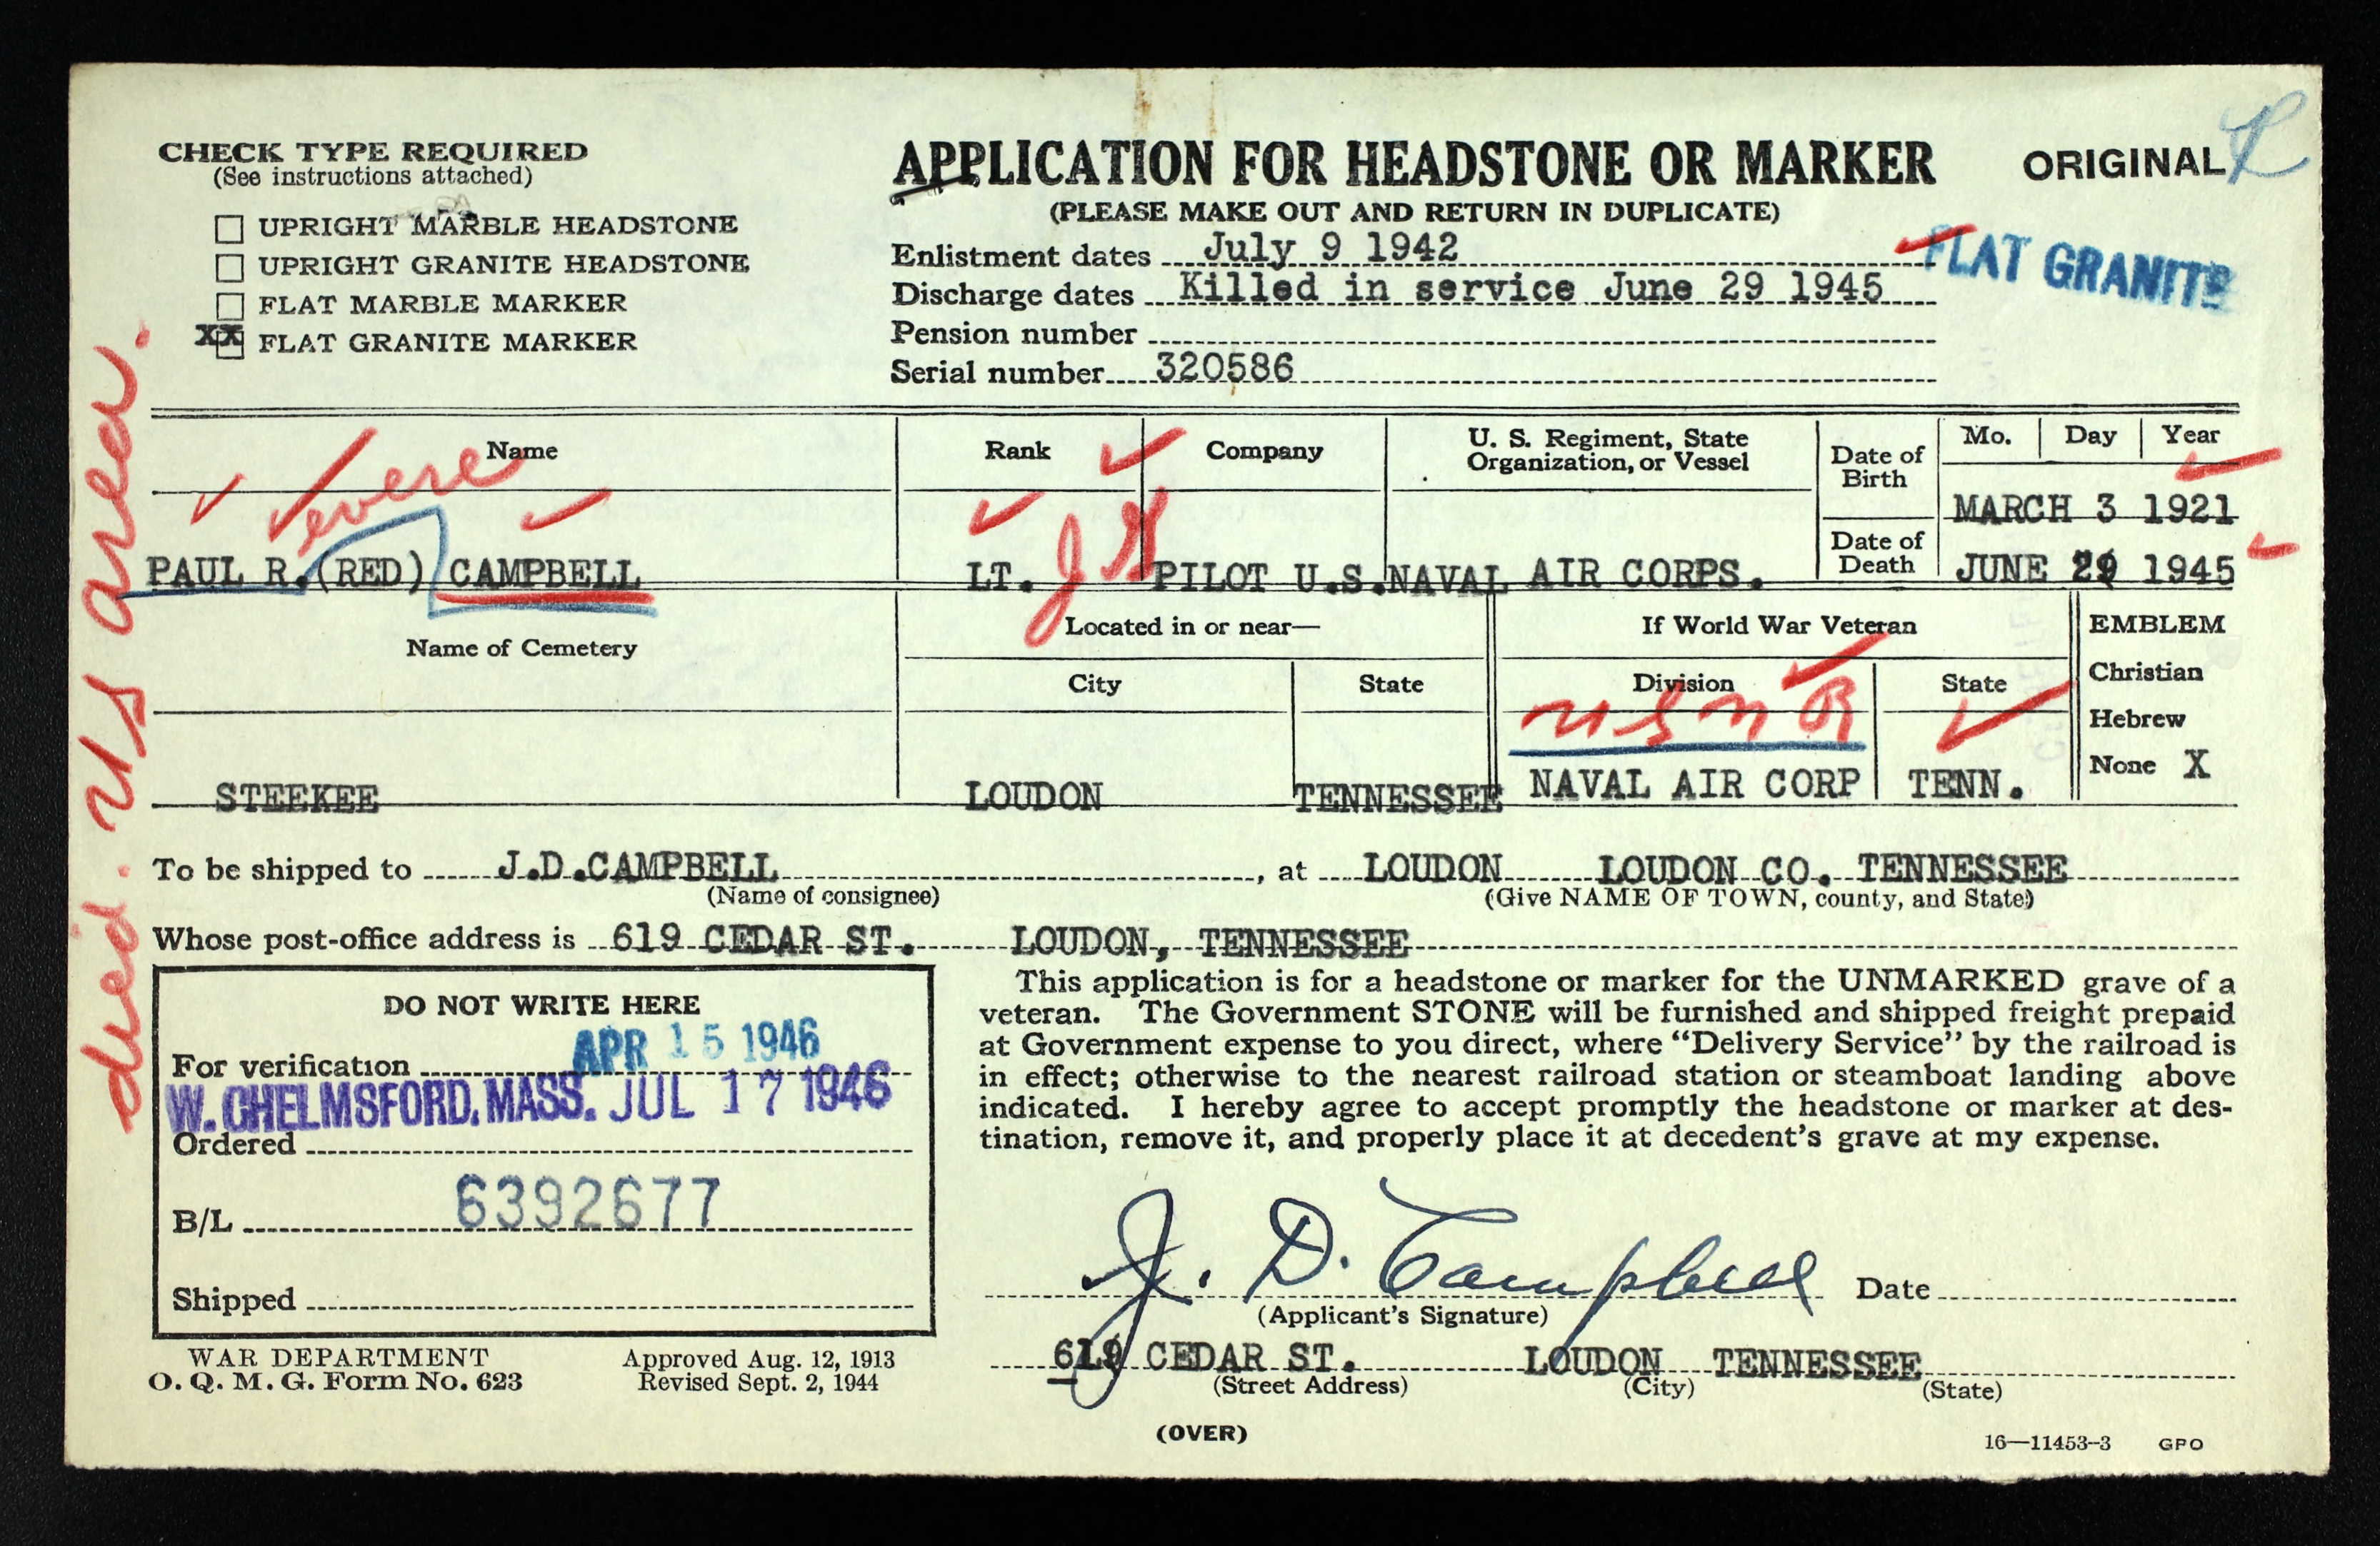 CHECK TYPE REQUIRED
(See instructions attached)
UPRIGHT MARBLE HEADSTONE
UPRIGHT GRANITE HEADSTONE
FLAT MARBLE MARKER
XX FLAT GRANITE MARKER
APPLICATION FOR HEADSTONE OR MARKER
ORIGINAL
(PLEASE MAKE OUT AND RETURN IN DUPLICATE)
Enlistment dates July 9 1942
FLAT GRANITE
Discharge dates Killed in service June 29 1945
Pension number
Serial number 320586
died. U S area.
Name
Rank
Company
U. S. Regiment, State
Organization, or Vessel
Date of
Birth
Mo. Day Year
MARCH 3 1921
evere
PAUL R. (RED) CAMPBELL
LT. J G PILOT U.S.NAVAL AIR CORPS.
Date of
Death
JUNE 29 1945
Name of Cemetery
Located in or near—
If World War Veteran
EMBLEM
City State
Division State
Christian
Hebrew
None X
U S N R
STEEKEE LOUDON TENNESSEE NAVAL AIR CORP TENN.
To be shipped to J.D.CAMPBELL, at LOUDON LOUDON CO. TENNESSEE
(Name of consignee) (Give NAME OF TOWN, county, and State)
Whose post-office address is 619 CEDAR ST. LOUDON, TENNESSEE
DO NOT WRITE HERE
For verification APR 15 1946
W. CHELMSFORD, MASS. JUL 17 1946
Ordered
B/L 6392677
Shipped
This application is for a headstone or marker for the UNMARKED grave of a
veteran. The Government STONE will be furnished and shipped freight prepaid
at Government expense to you direct, where “Delivery Service” by the railroad is
in effect; otherwise to the nearest railroad station or steamboat landing above
indicated. I hereby agree to accept promptly the headstone or marker at des-
tination, remove it, and properly place it at decedent's grave at my expense.
J. D. Campbell Date
(Applicant's Signature)
619 CEDAR ST. LOUDON TENNESSEE
(Street Address) (City) (State)
WAR DEPARTMENT
O. Q. M. G. Form No. 623
Approved Aug. 12, 1913
Revised Sept. 2, 1944
(OVER)
16—11453-3 GPO